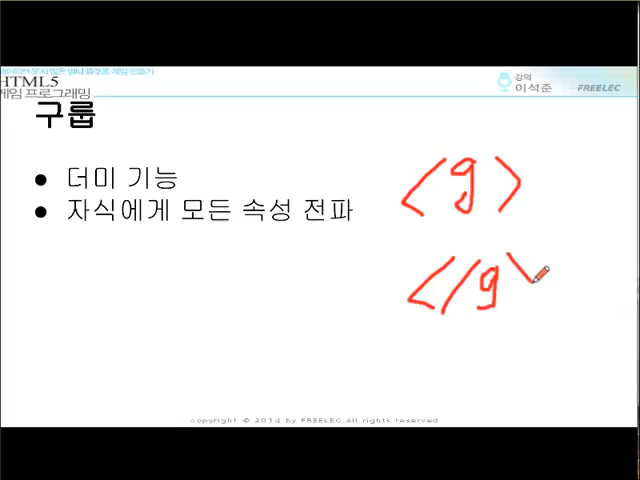 HTML5
게임 프로그래밍
강의
이석준
FREELEC
구룹
● 더미 기능
● 자식에게 모든 속성 전파
<g>
</g
copyright © 2014 by FREELEC.All rights reserved